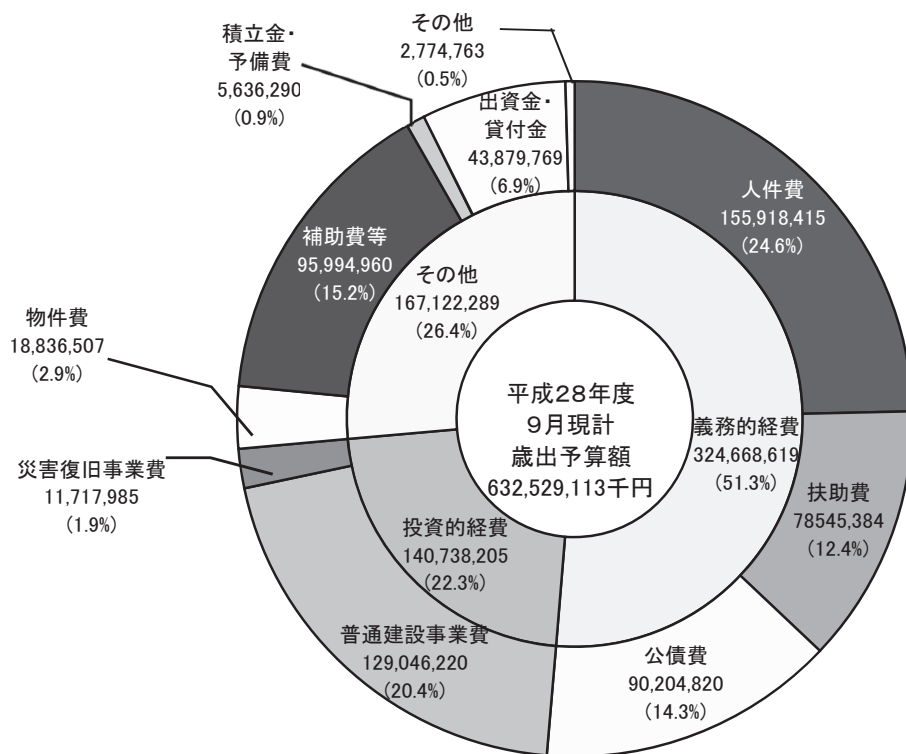 その他
2,774,763
(0.5%)
積立金・
予備費
5,636,290
(0.9%)
出資金・
貸付金
43,879,769
(6.9%)
人件費
155,918,415
(24.6%)
補助費等
95,994,960
(15.2%)
その他
167,122,289
(26.4%)
物件費
18,836,507
(2.9%)
平成28年度
9月現計
歳出予算額
632,529,113千円
義務的経費
324,668,619
(51.3%)
災害復旧事業費
11,717,985
(1.9%)
扶助費
78545,384
(12.4%)
投資的経費
140,738,205
(22.3%)
普通建設事業費
129,046,220
(20.4%)
公債費
90,204,820
(14.3%)